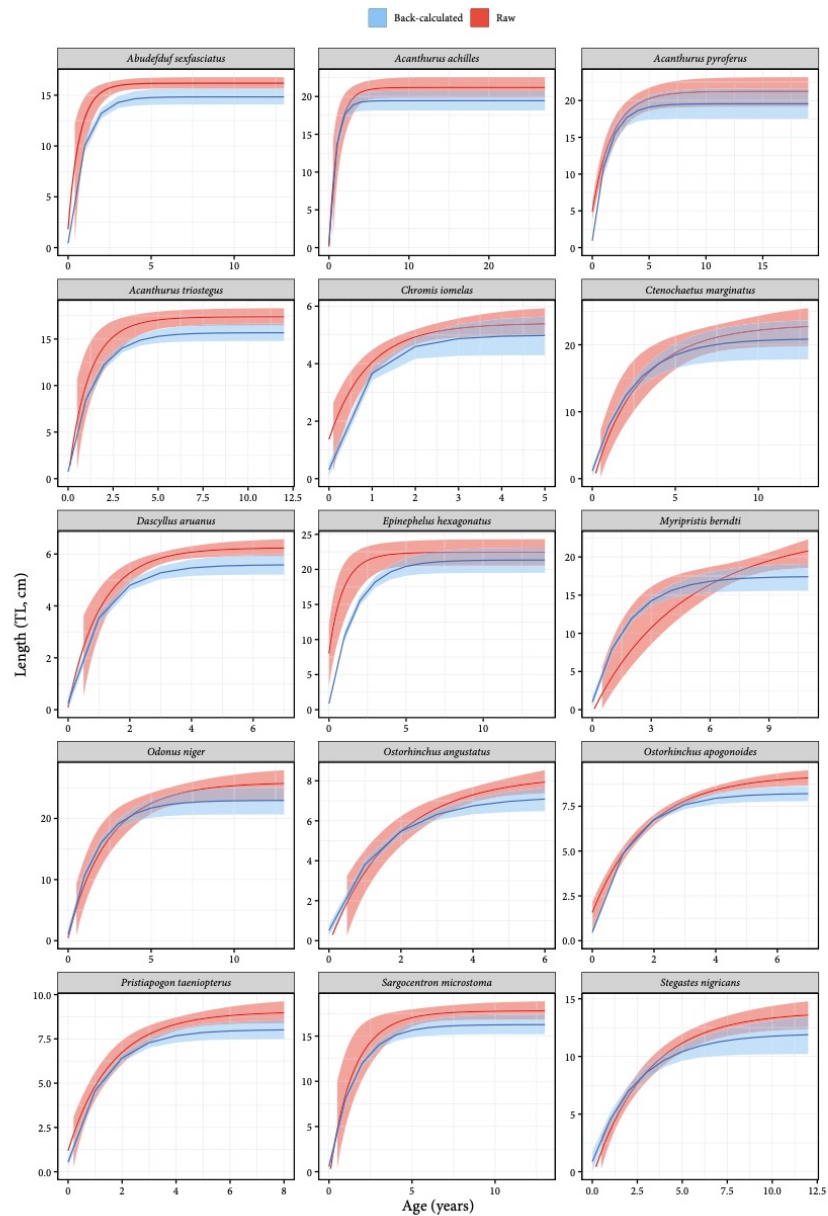 Back-calculated Raw
Abudefduf sexfasciatus Acanthurus achilles Acanthurus pyroferus
15 20 20
10 15 15
5 10 10
0 5 5
0 0
0 5 10 0 10 20 0 5 10 15
Acanthurus triostegus Chromis iomelas Ctenochaetus marginatus
15 6 20
10 4 10
5 2 0
0 0
0.0 2.5 5.0 7.5 10.0 12.5 0 1 2 3 4 5 0 5 10
Dascyllus aruanus Epinephelus hexagonatus Myripristis berndti
6 25 20
4 20 15
2 15 10
0 10 5
5 0
0
0 2 4 6 0 5 10 3 6 9
0
Length (TL, cm)
Odonus niger Ostorhinchus angustatus Ostorhinchus apogonoides
20 8 7.5
10 6 5.0
0 4 2.5
2 0.0
0
0 5 10 0 2 4 6 0 2 4 6
Pristiapogon taeniopterus Sargocentron microstoma Stegastes nigricans
10.0 15 15
7.5 10 10
5.0 5 5
2.5 0 0
0.0
0 2 4 6 8 0 5 10 0.0 2.5 5.0 7.5 10.0 12.5
Age (years)